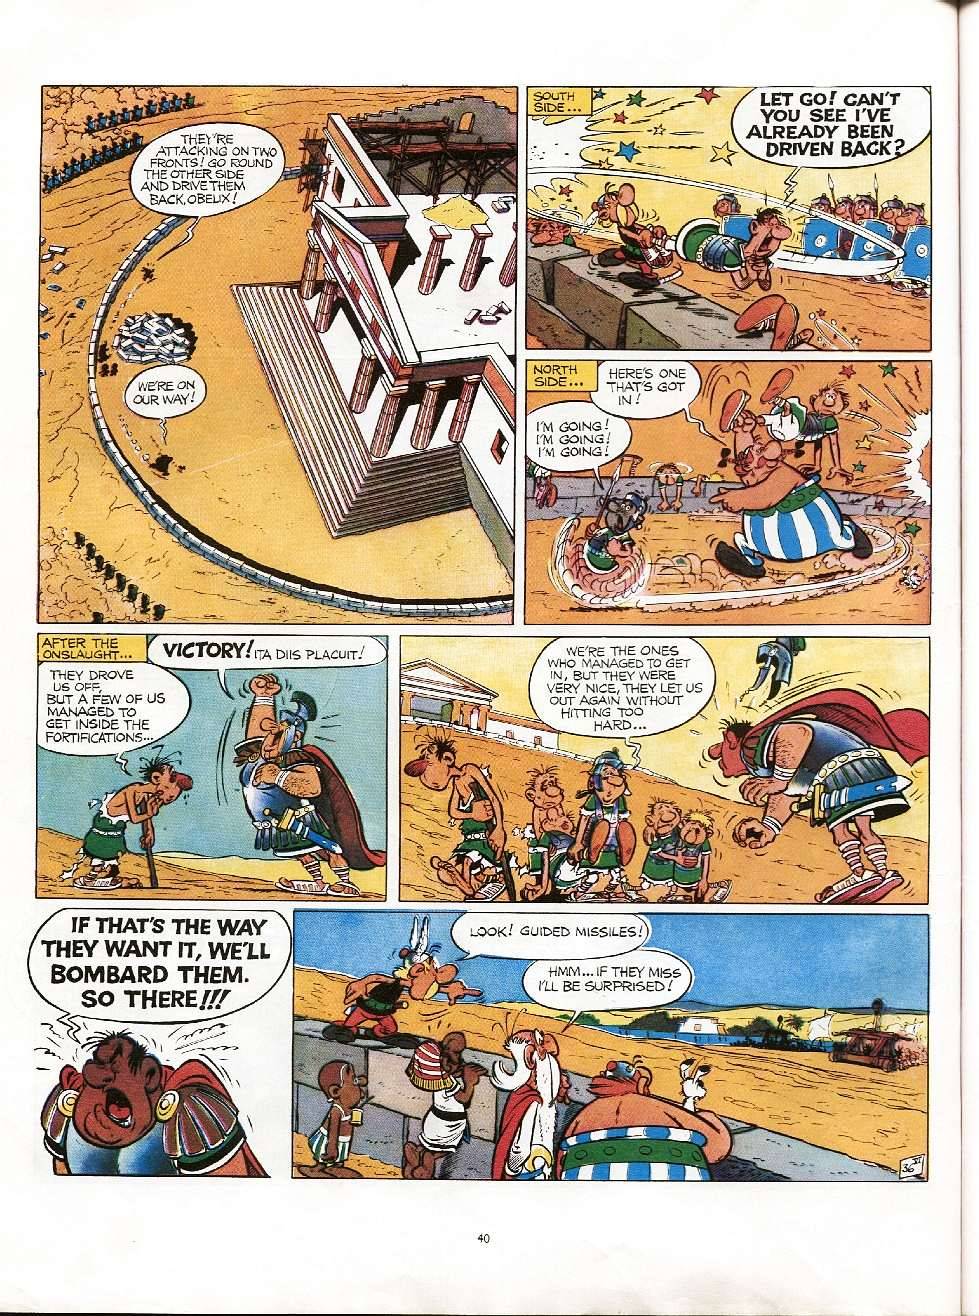 THEY'RE
ATTACKING ON TWO
FRONTS! GO ROUND
THE OTHER SIDE
AND DRIVE THEM
BACK, OBELIX!
WE'RE ON
OUR WAY!
SOUTH
SIDE...
LET GO! CAN'T
YOU SEE I'VE
ALREADY BEEN
DRIVEN BACK?
NORTH
SIDE...
HERE'S ONE
THAT'S GOT
IN!
I'M GOING!
I'M GOING!
I'M GOING!
AFTER THE
ONSLAUGHT...
THEY DROVE
US OFF,
BUT A FEW OF US
MANAGED TO
GET INSIDE THE
FORTIFICATIONS...
VICTORY! ITA DIIS PLACUIT!
WE'RE THE ONES
WHO MANAGED TO GET
IN, BUT THEY WERE
VERY NICE, THEY LET US
OUT AGAIN WITHOUT
HITTING TOO
HARD...
IF THAT'S THE WAY
THEY WANT IT, WE'LL
BOMBARD THEM.
SO THERE!!!
LOOK! GUIDED MISSILES!
HMM... IF THEY MISS
I'LL BE SURPRISED!
36 VI
40